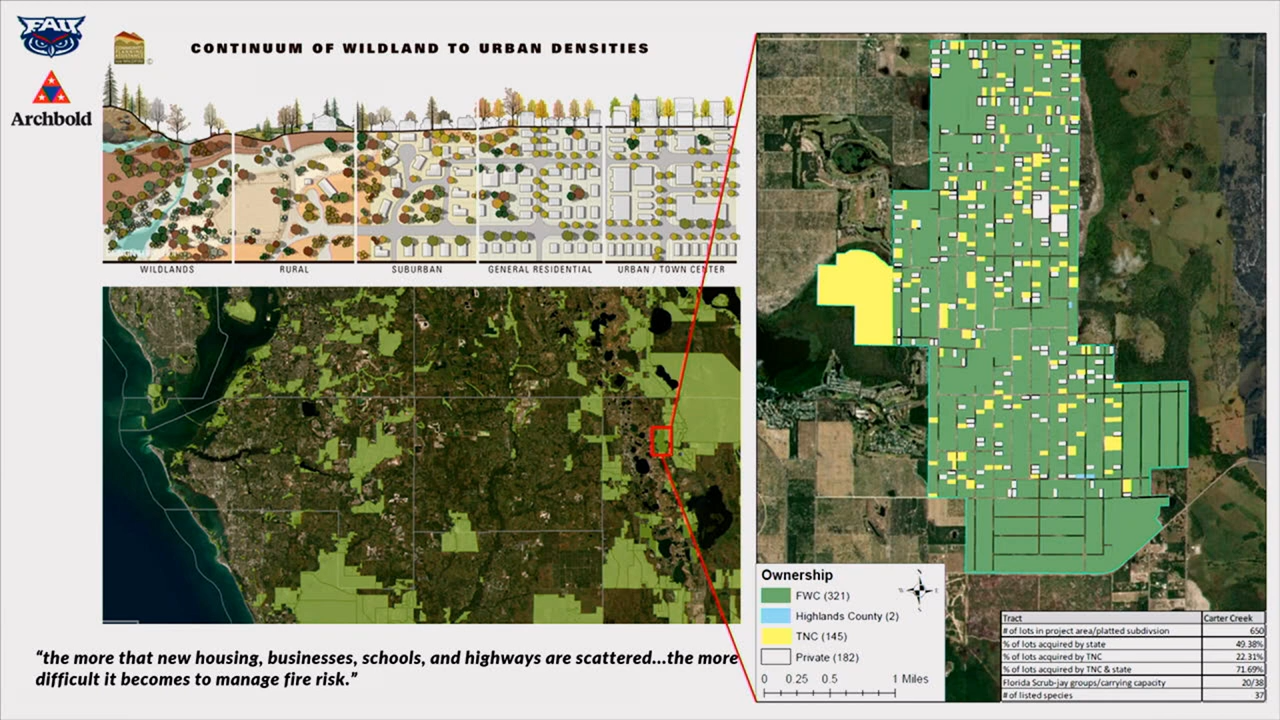 FAU
Archbold
CONTINUUM OF WILDLAND TO URBAN DENSITIES
WILDLANDS
RURAL
SUBURBAN
GENERAL RESIDENTIAL
URBAN / TOWN CENTER
“the more that new housing, businesses, schools, and highways are scattered...the more
difficult it becomes to manage fire risk.”
Ownership
FWC (321)
Highlands County (2)
TNC (145)
Private (182)
0 0.25 0.5 1 Miles
Tract Carter Creek
# of lots in project area/platted subdivsion 650
% of lots acquired by state 49.38%
% of lots acquired by TNC 22.31%
% of lots acquired by TNC & state 71.69%
Florida Scrub-jay groups/carrying capacity 20/38
# of listed species 37